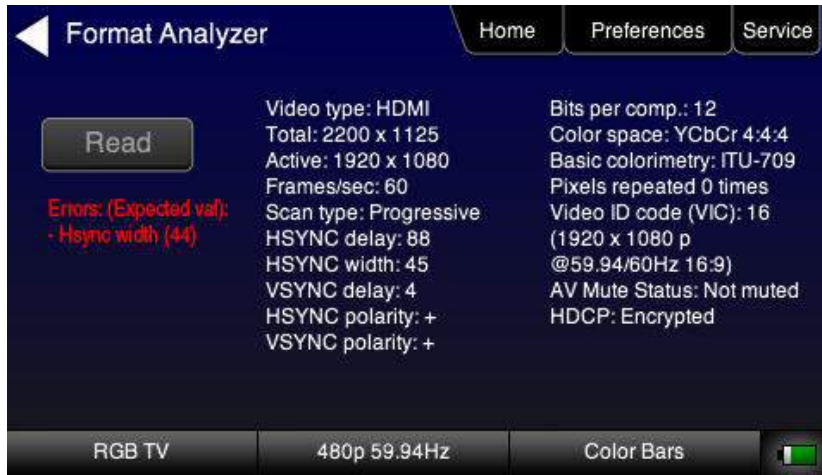 Format Analyzer
Home
Preferences
Service
Read
Errors: (Expected val):
- Hsync width (44)
Video type: HDMI
Total: 2200 x 1125
Active: 1920 x 1080
Frames/sec: 60
Scan type: Progressive
HSYNC delay: 88
HSYNC width: 45
VSYNC delay: 4
HSYNC polarity: +
VSYNC polarity: +
Bits per comp.: 12
Color space: YCbCr 4:4:4
Basic colorimetry: ITU-709
Pixels repeated 0 times
Video ID code (VIC): 16
(1920 x 1080 p
@59.94/60Hz 16:9)
AV Mute Status: Not muted
HDCP: Encrypted
RGB TV
480p 59.94Hz
Color Bars